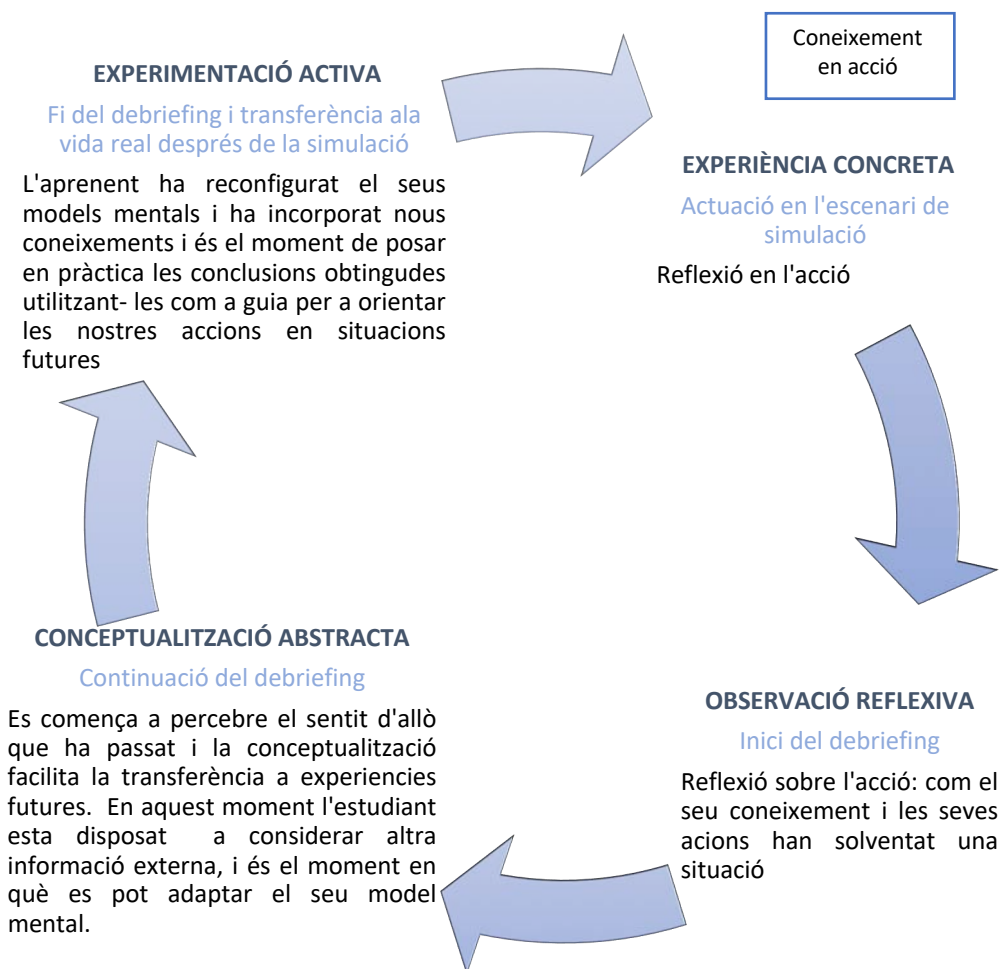 Coneixement
en acció
EXPERIMENTACIÓ ACTIVA
Fi del debriefing i transferència ala
vida real després de la simulació
L'aprenent ha reconfigurat el seus
models mentals i ha incorporat nous
coneixements i és el moment de posar
en pràctica les conclusions obtingudes
utilitzant- les com a guia per a orientar
les nostres accions en situacions
futures
EXPERIÈNCIA CONCRETA
Actuació en l'escenari de
simulació
Reflexió en l'acció
OBSERVACIÓ REFLEXIVA
Inici del debriefing
Reflexió sobre l'acció: com el
seu coneixement i les seves
acions han solventat una
situació
CONCEPTUALITZACIÓ ABSTRACTA
Continuació del debriefing
Es comença a percebre el sentit d'allò
que ha passat i la conceptualització
facilita la transferència a experiencies
futures. En aquest moment l'estudiant
esta disposat a considerar altra
informació externa, i és el moment en
què es pot adaptar el seu model
mental.